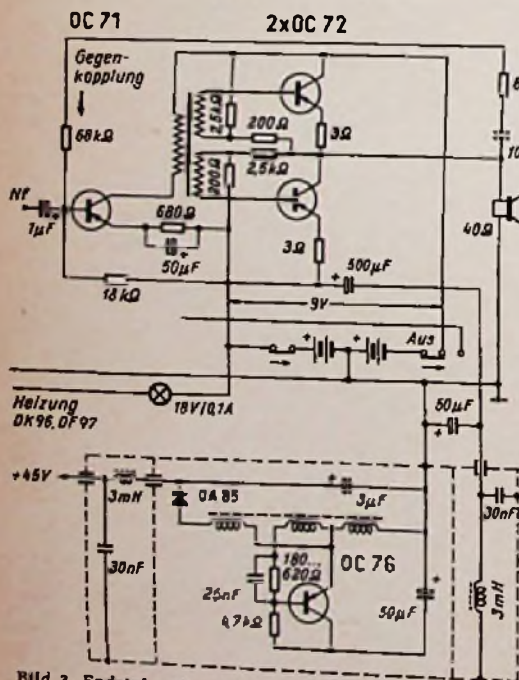 OC 71
2xOC 72
Gegen-
kopplung
68kΩ
2,5kΩ
200Ω
3Ω
200Ω
2,5kΩ
Nf
1µF
+
680Ω
50µF
+
3Ω
40Ω
18kΩ
+
500µF
9V
+
+
Aus
Heizung
DK96, DF97
18V/0,1A
50µF
+
+45V
3mH
OA 85
+
3µF
30nF
30nF
OC 76
180...
620Ω
25nF
4,7kΩ
50µF
+
3mH
Bild 2.